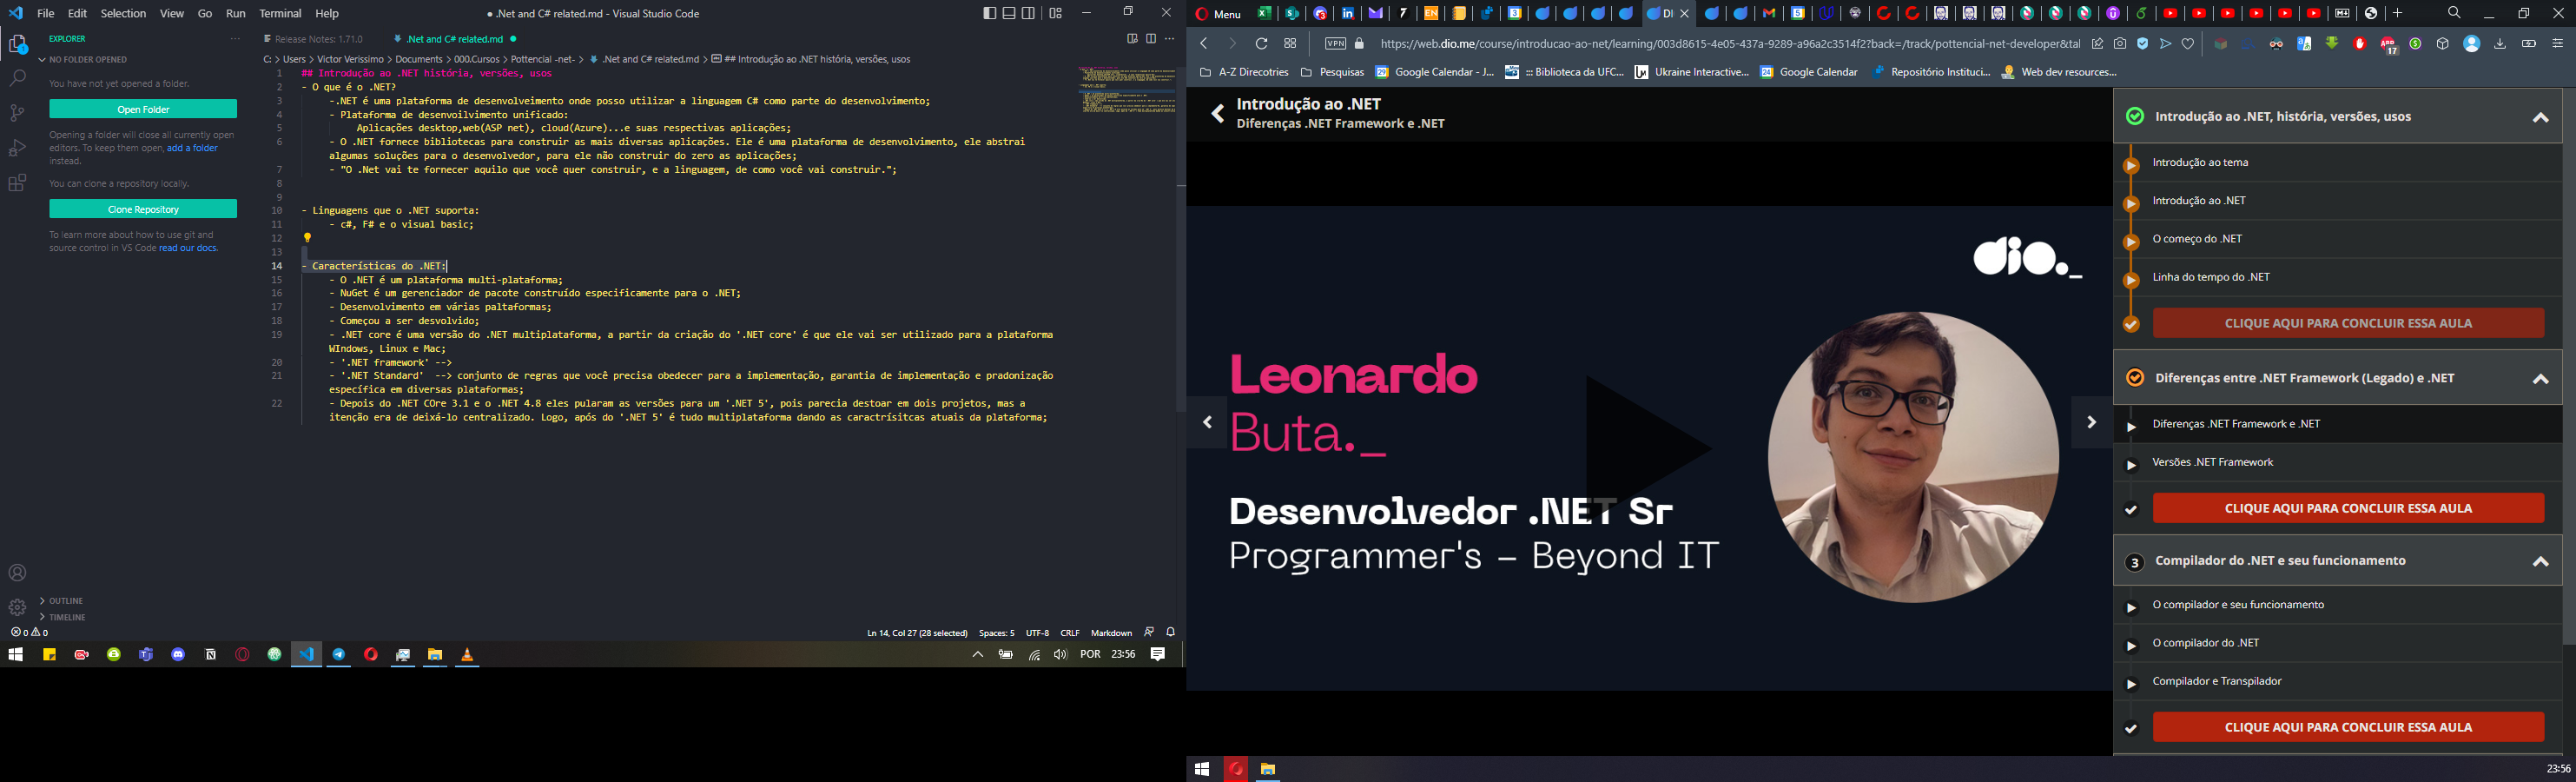 File Edit Selection View Go Run Terminal Help
● .Net and C# related.md - Visual Studio Code
EXPLORER
NO FOLDER OPENED
You have not yet opened a folder.
Open Folder
Opening a folder will close all currently open
editors. To keep them open, add a folder
instead.
You can clone a repository locally.
Clone Repository
To learn more about how to use git and
source control in VS Code read our docs.
OUTLINE
TIMELINE
Release Notes: 1.71.0
.Net and C# related.md ●
C: > Users > Victor Verissimo > Documents > 000.Cursos > Pottencial -net- > .Net and C# related.md > ## Introdução ao .NET história, versões, usos
1 ## Introdução ao .NET história, versões, usos
2 - O que é o .NET?
3 -.NET é uma plataforma de desenvolveimento onde posso utilizar a linguagem C# como parte do desenvolvimento;
4 - Plataforma de desenvoilvimento unificado:
5 Aplicações desktop,web(ASP net), cloud(Azure)...e suas respectivas aplicações;
6 - O .NET fornece bibliotecas para construir as mais diversas aplicações. Ele é uma plataforma de desenvolvimento, ele abstrai
algumas soluções para o desenvolvedor, para ele não construir do zero as aplicações;
7 - "O .Net vai te fornecer aquilo que você quer construir, e a linguagem, de como você vai construir.";
8
9
10 - Linguagens que o .NET suporta:
11 - c#, F# e o visual basic;
12
13
14 - Características do .NET:
15 - O .NET é um plataforma multi-plataforma;
16 - NuGet é um gerenciador de pacote construído especificamente para o .NET;
17 - Desenvolvimento em várias paltaformas;
18 - Começou a ser desvolvido;
19 - .NET core é uma versão do .NET multiplataforma, a partir da criação do '.NET core' é que ele vai ser utilizado para a plataforma
WIndows, Linux e Mac;
20 - '.NET framework' -->
21 - '.NET Standard' --> conjunto de regras que você precisa obedecer para a implementação, garantia de implementação e pradonização
específica em diversas plataformas;
22 - Depois do .NET COre 3.1 e o .NET 4.8 eles pularam as versões para um '.NET 5', pois parecia destoar em dois projetos, mas a
itenção era de deixá-lo centralizado. Logo, após do '.NET 5' é tudo multiplataforma dando as caractrísitcas atuais da plataforma;
0 0
Ln 14, Col 27 (28 selected) Spaces: 5 UTF-8 CRLF Markdown
POR 23:56
Menu
VPN
https://web.dio.me/course/introducao-ao-net/learning/003d8615-4e05-437a-9289-a96a2c3514f2?back=/track/pottencial-net-developer&tal
17
A-Z Direcotries Pesquisas Google Calendar - J... ::: Biblioteca da UFC... Ukraine Interactive... Google Calendar Repositório Instituci... Web dev resources...
Introdução ao .NET
Diferenças .NET Framework e .NET
dio._
Leonardo
Buta._
Desenvolvedor .NET Sr
Programmer's – Beyond IT
Introdução ao .NET, história, versões, usos
Introdução ao tema
Introdução ao .NET
O começo do .NET
Linha do tempo do .NET
CLIQUE AQUI PARA CONCLUIR ESSA AULA
Diferenças entre .NET Framework (Legado) e .NET
Diferenças .NET Framework e .NET
Versões .NET Framework
CLIQUE AQUI PARA CONCLUIR ESSA AULA
3 Compilador do .NET e seu funcionamento
O compilador e seu funcionamento
O compilador do .NET
Compilador e Transpilador
CLIQUE AQUI PARA CONCLUIR ESSA AULA
23:56